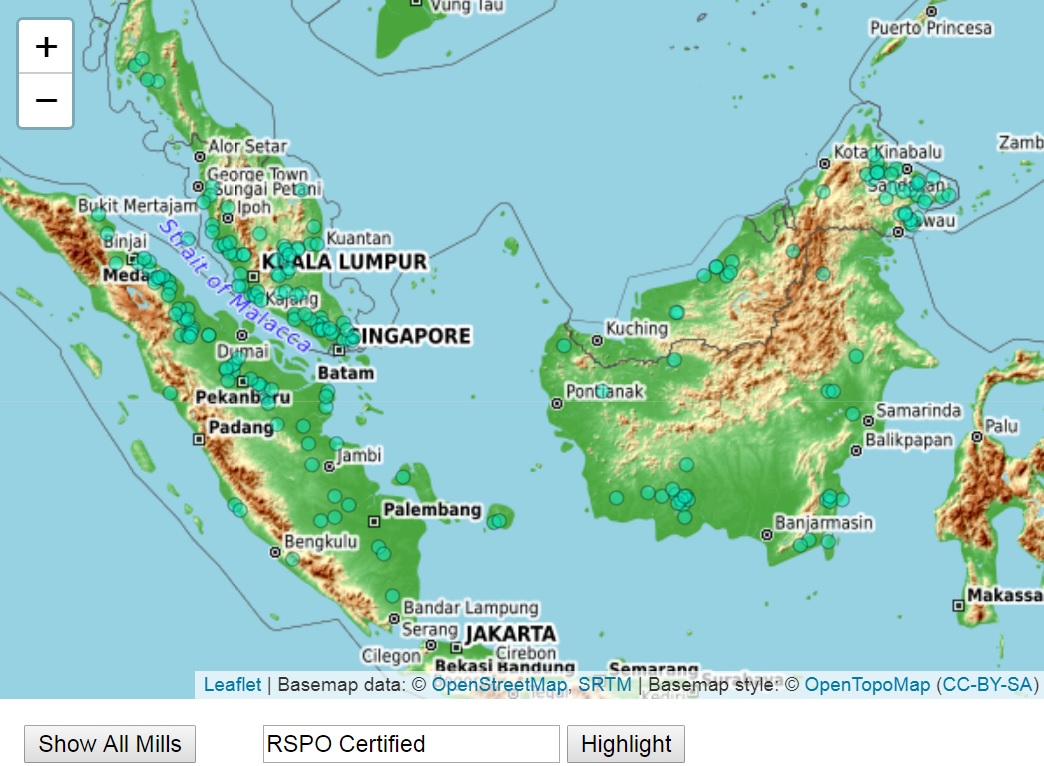 Vung Tau
+
−
Puerto Princesa
Alor Setar
George Town
Sungai Petani
Bukit Mertajam
Ipoh
Kota Kinabalu
Zamb
Sandakan
Kuantan
Binjai
Strait of Malacca
KUALA LUMPUR
Meda
Kajang
Kuching
SINGAPORE
Dumai
Batam
Pekanbaru
Pontianak
Padang
Samarinda
Palu
Balikpapan
Jambi
Palembang
Banjarmasin
Bengkulu
Makassa
Bandar Lampung
Serang
JAKARTA
Cilegon
Cirebon
Bekasi Bandung
Semarang
Surabaya
Leaflet | Basemap data: © OpenStreetMap, SRTM | Basemap style: © OpenTopoMap (CC-BY-SA)
Show All Mills
RSPO Certified
Highlight